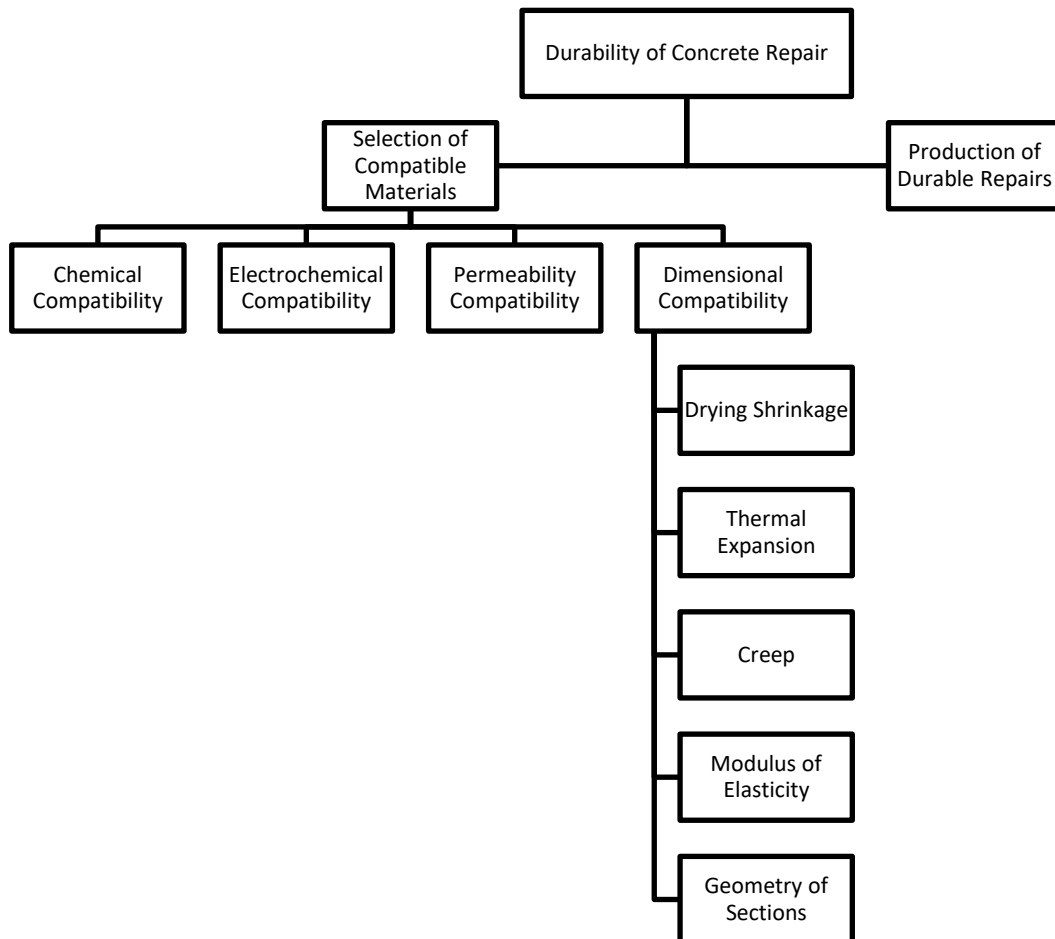 Durability of Concrete Repair
Selection of
Compatible
Materials
Production of
Durable Repairs
Chemical
Compatibility
Electrochemical
Compatibility
Permeability
Compatibility
Dimensional
Compatibility
Drying Shrinkage
Thermal
Expansion
Creep
Modulus of
Elasticity
Geometry of
Sections